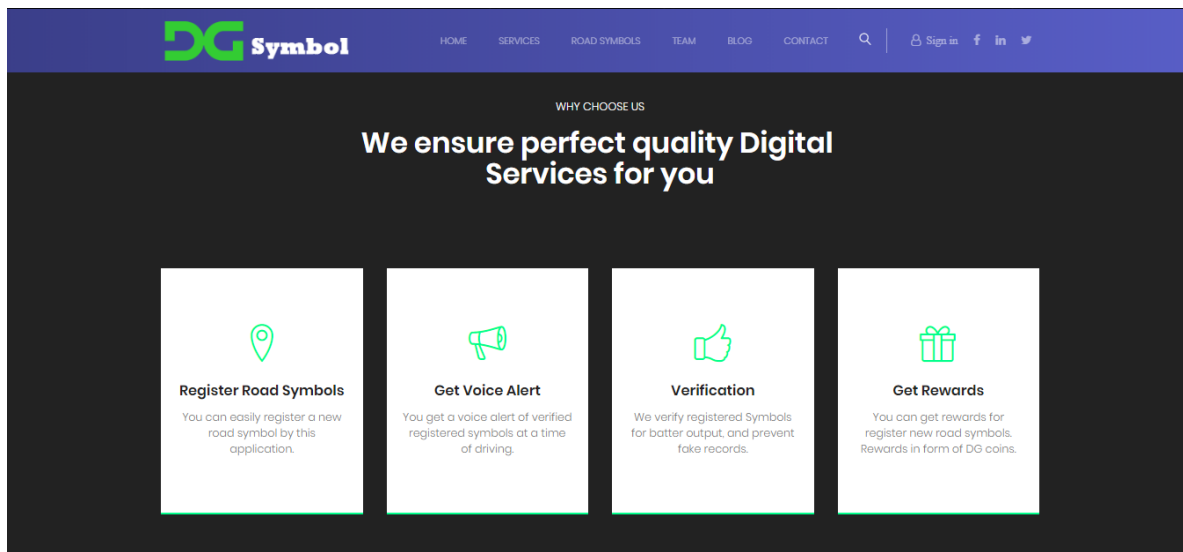 DG Symbol
HOME SERVICES ROAD SYMBOLS TEAM BLOG CONTACT Sign in f in
WHY CHOOSE US
We ensure perfect quality Digital
Services for you
Register Road Symbols
You can easily register a new
road symbol by this
application.
Get Voice Alert
You get a voice alert of verified
registered symbols at a time
of driving.
Verification
We verify registered Symbols
for batter output, and prevent
fake records.
Get Rewards
You can get rewards for
register new road symbols.
Rewards in form of DG coins.